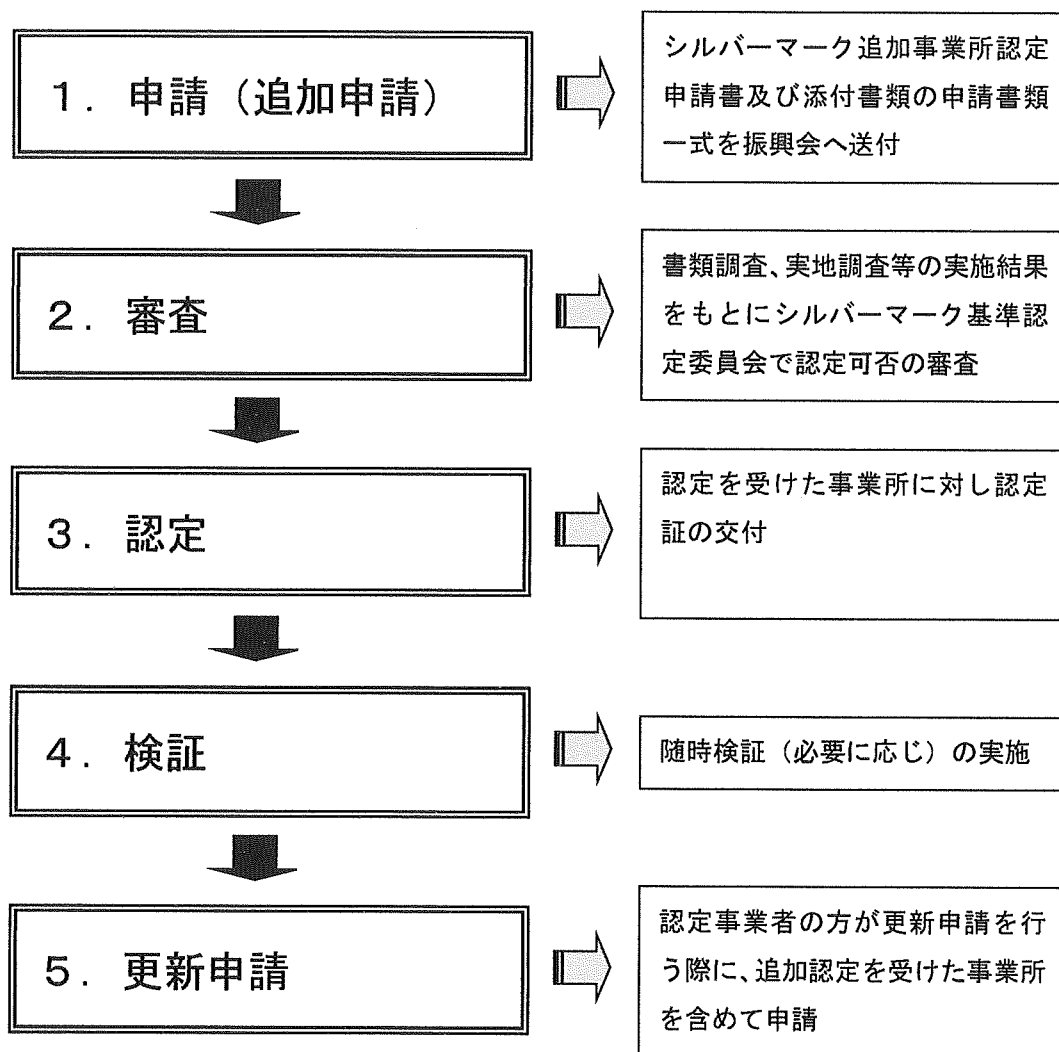 1．申請（追加申請）
シルバーマーク追加事業所認定
申請書及び添付書類の申請書類
一式を振興会へ送付
2．審査
書類調査、実地調査等の実施結果
をもとにシルバーマーク基準認
定委員会で認定可否の審査
3．認定
認定を受けた事業所に対し認定
証の交付
4．検証
随時検証（必要に応じ）の実施
5．更新申請
認定事業者の方が更新申請を行
う際に、追加認定を受けた事業所
を含めて申請